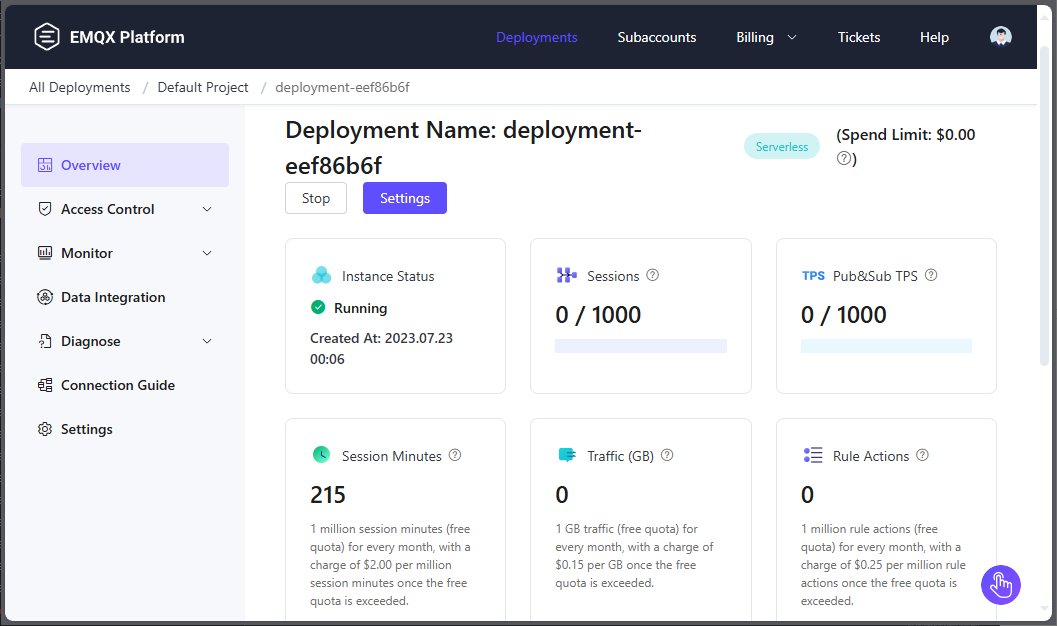 EMQX Platform
Deployments
Subaccounts
Billing
Tickets
Help
All Deployments / Default Project / deployment-eef86b6f
Overview
Access Control
Monitor
Data Integration
Diagnose
Connection Guide
Settings
Deployment Name: deployment-
eef86b6f
Serverless
(Spend Limit: $0.00
?)
Stop
Settings
Instance Status
Running
Created At: 2023.07.23
00:06
Sessions ?
0 / 1000
TPS Pub&Sub TPS ?
0 / 1000
Session Minutes ?
215
1 million session minutes (free
quota) for every month, with a
charge of $2.00 per million
session minutes once the free
quota is exceeded.
Traffic (GB) ?
0
1 GB traffic (free quota) for
every month, with a charge of
$0.15 per GB once the free
quota is exceeded.
Rule Actions ?
0
1 million rule actions (free
quota) for every month, with a
charge of $0.25 per million rule
actions once the free quota is
exceeded.